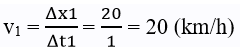 v₁ = Δx1/Δt1 = 20/1 = 20 (km/h)